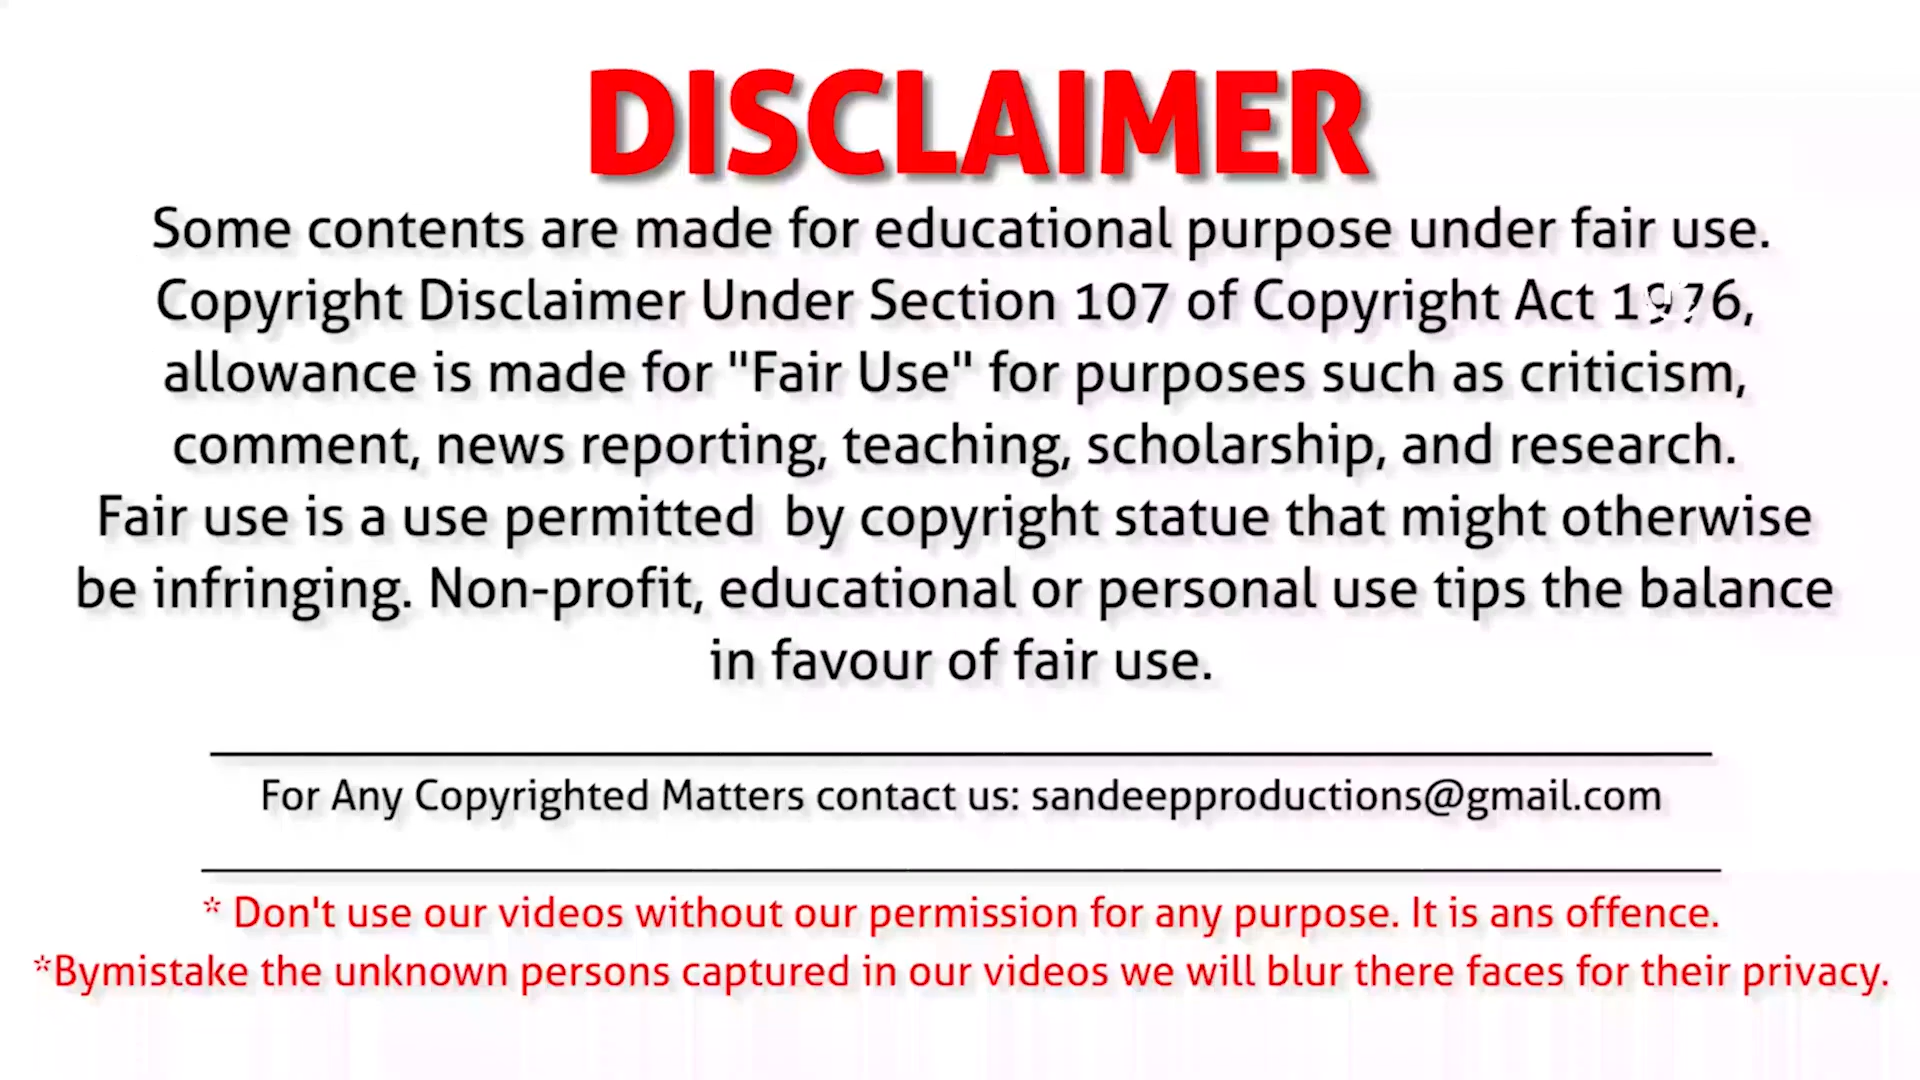 DISCLAIMER
Some contents are made for educational purpose under fair use.
Copyright Disclaimer Under Section 107 of Copyright Act 1976,
allowance is made for "Fair Use" for purposes such as criticism,
comment, news reporting, teaching, scholarship, and research.
Fair use is a use permitted by copyright statue that might otherwise
be infringing. Non-profit, educational or personal use tips the balance
in favour of fair use.
For Any Copyrighted Matters contact us: sandeepproductions@gmail.com
* Don't use our videos without our permission for any purpose. It is ans offence.
*Bymistake the unknown persons captured in our videos we will blur there faces for their privacy.